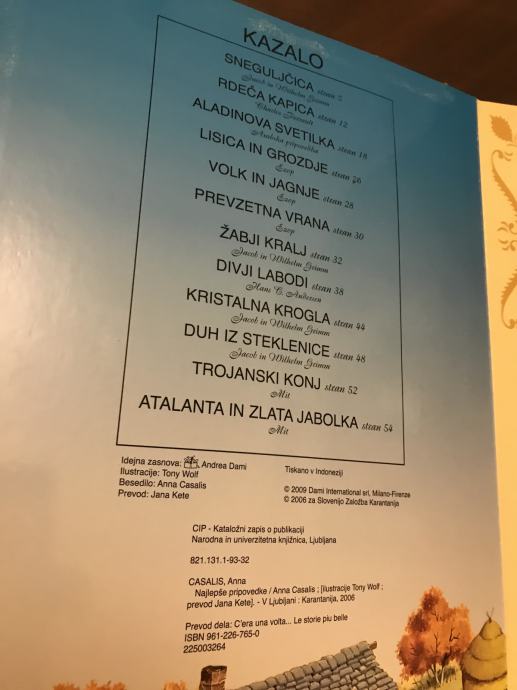 KAZALO
SNEGULJČICA stran 5
Jacob in Wilhelm Grimm
RDEČA KAPICA stran 12
Charles Perrault
ALADINOVA SVETILKA stran 18
Arabska pripovedka
LISICA IN GROZDJE stran 26
Ezop
VOLK IN JAGNJE stran 28
Ezop
PREVZETNA VRANA stran 30
Ezop
ŽABJI KRALJ stran 32
Jacob in Wilhelm Grimm
DIVJI LABODI stran 38
Hans C. Andersen
KRISTALNA KROGLA stran 44
Jacob in Wilhelm Grimm
DUH IZ STEKLENICE stran 48
Jacob in Wilhelm Grimm
TROJANSKI KONJ stran 52
Mit
ATALANTA IN ZLATA JABOLKA stran 54
Mit
Idejna zasnova: Andrea Dami
Ilustracije: Tony Wolf
Besedilo: Anna Casalis
Prevod: Jana Kete
Tiskano v Indoneziji
© 2009 Dami International srl, Milano-Firenze
© 2006 za Slovenijo Založba Karantanija
CIP - Kataložni zapis o publikaciji
Narodna in univerzitetna knjižnica, Ljubljana
821.131.1-93-32
CASALIS, Anna
Najlepše pripovedke / Anna Casalis ; [ilustracije Tony Wolf ;
prevod Jana Kete]. - V Ljubljani : Karantanija, 2006
Prevod dela: C'era una volta... Le storie piu belle
ISBN 961-226-765-0
225003264